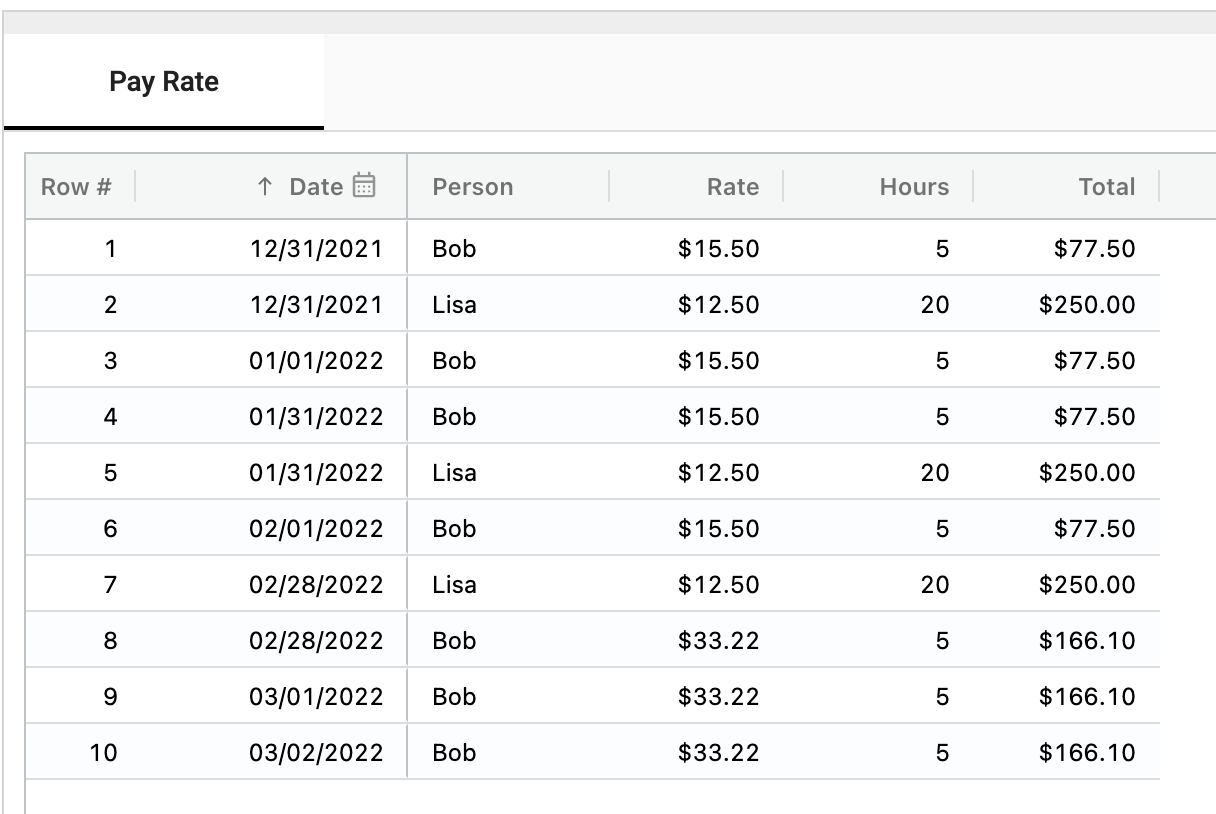 Pay Rate
Row # ↑ Date Person Rate Hours Total
1 12/31/2021 Bob $15.50 5 $77.50
2 12/31/2021 Lisa $12.50 20 $250.00
3 01/01/2022 Bob $15.50 5 $77.50
4 01/31/2022 Bob $15.50 5 $77.50
5 01/31/2022 Lisa $12.50 20 $250.00
6 02/01/2022 Bob $15.50 5 $77.50
7 02/28/2022 Lisa $12.50 20 $250.00
8 02/28/2022 Bob $33.22 5 $166.10
9 03/01/2022 Bob $33.22 5 $166.10
10 03/02/2022 Bob $33.22 5 $166.10